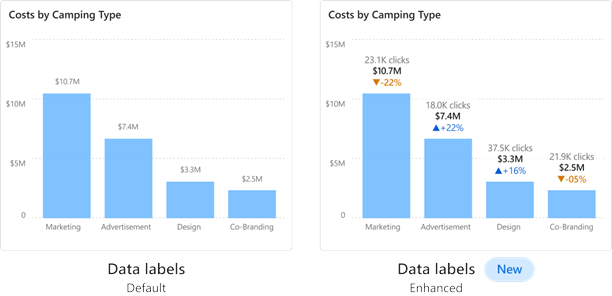 Costs by Camping Type
$15M
$10.7M
$10M
$7.4M
$5M
$3.3M
$2.5M
0
Marketing Advertisement Design Co-Branding
Data labels
Default
Costs by Camping Type
$15M
23.1K clicks
$10.7M
▼-22%
$10M
18.0K clicks
$7.4M
▲+22%
37.5K clicks
$5M
$3.3M
▲+16%
21.9K clicks
$2.5M
▼-05%
0
Marketing Advertisement Design Co-Branding
Data labels New
Enhanced